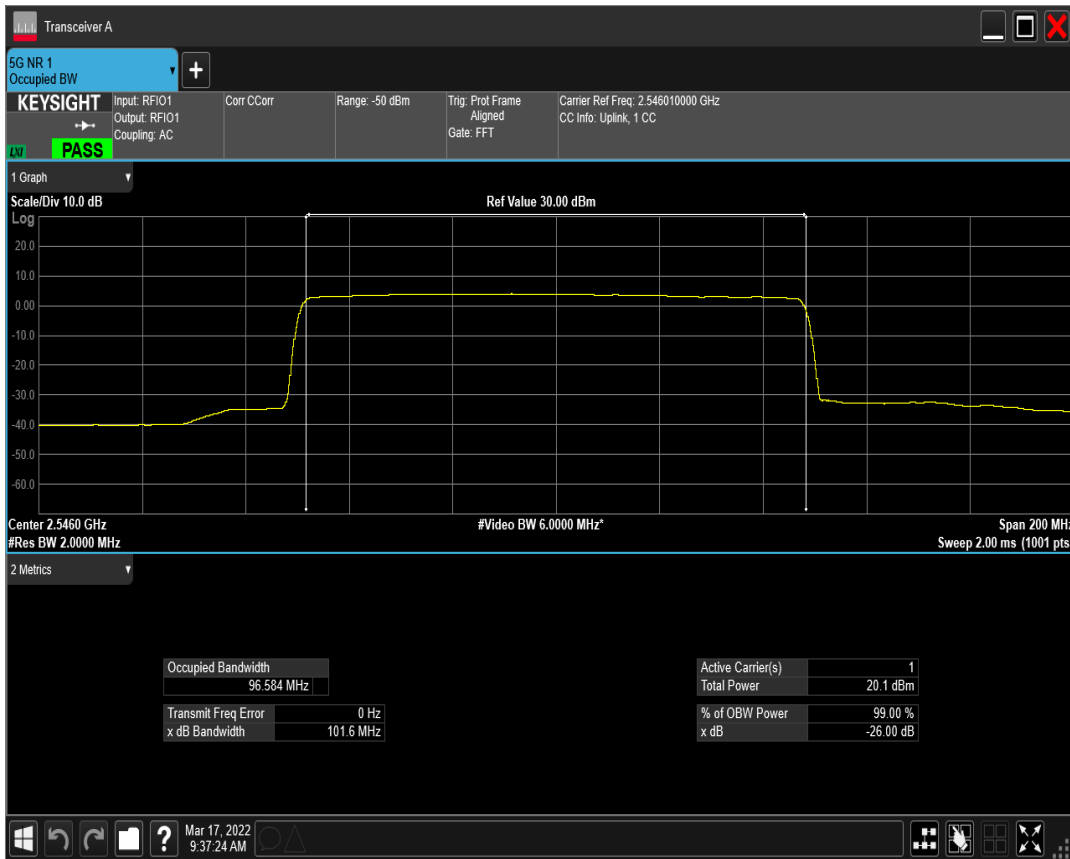 Transceiver A
5G NR 1
Occupied BW
KEYSIGHT
LXI
PASS
Input: RFIO1
Output: RFIO1
Coupling: AC
Corr CCorr
Range: -50 dBm
Trig: Prot Frame
Aligned
Gate: FFT
Carrier Ref Freq: 2.546010000 GHz
CC Info: Uplink, 1 CC
1 Graph
Scale/Div 10.0 dB
Ref Value 30.00 dBm
Log
20.0
10.0
0.00
-10.0
-20.0
-30.0
-40.0
-50.0
-60.0
Center 2.5460 GHz
#Video BW 6.0000 MHz*
Span 200 MHz
#Res BW 2.0000 MHz
Sweep 2.00 ms (1001 pts
2 Metrics
Occupied Bandwidth
96.584 MHz
Transmit Freq Error 0 Hz
x dB Bandwidth 101.6 MHz
Active Carrier(s) 1
Total Power 20.1 dBm
% of OBW Power 99.00 %
x dB -26.00 dB
?
Mar 17, 2022
9:37:24 AM